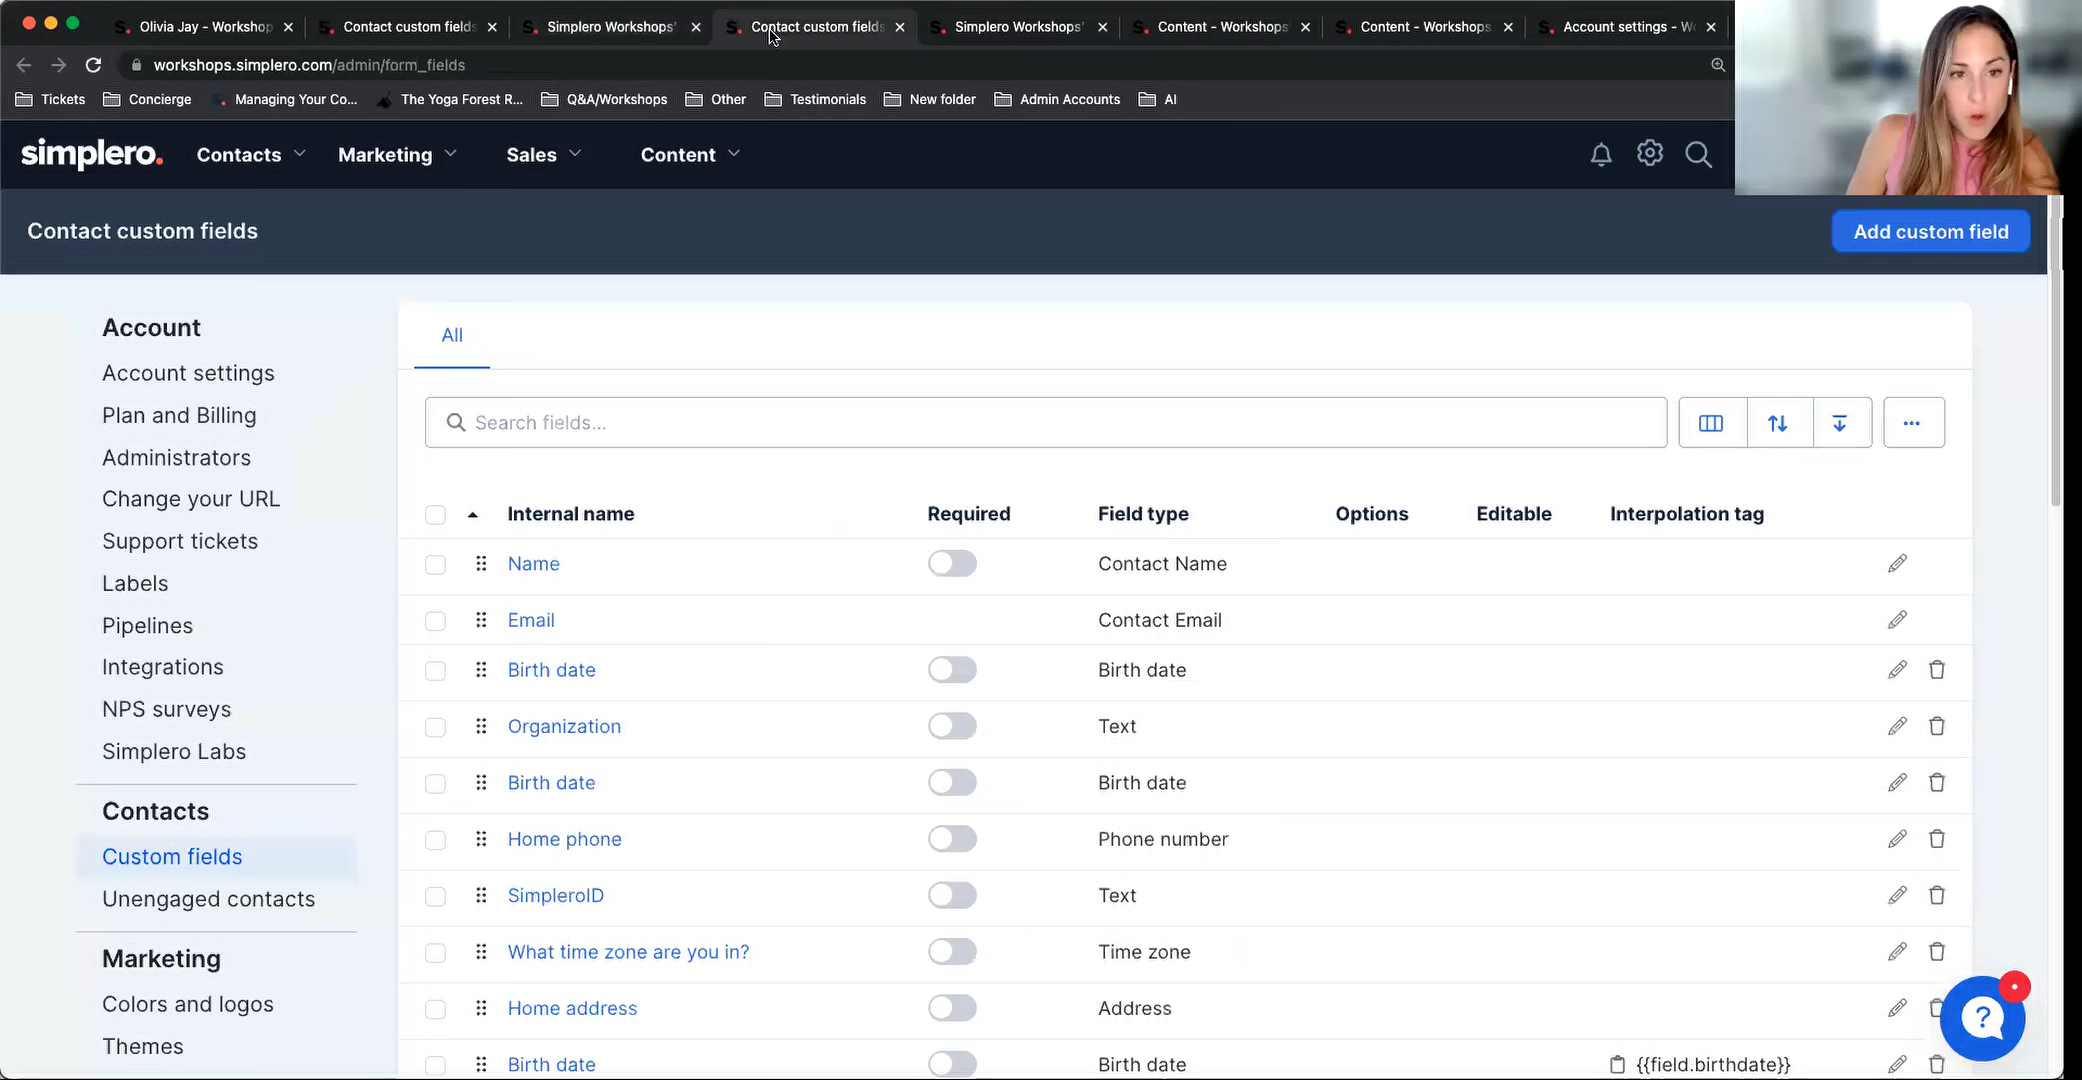 Olivia Jay - Workshop
Contact custom fields
Simplero Workshops'
Contact custom fields
Simplero Workshops'
Content - Workshops
Content - Workshops
Account settings - Wo
workshops.simplero.com/admin/form_fields
Tickets
Concierge
Managing Your Co...
The Yoga Forest R...
Q&A/Workshops
Other
Testimonials
New folder
Admin Accounts
AI
simplero.
Contacts
Marketing
Sales
Content
Contact custom fields
Add custom field
Account
Account settings
Plan and Billing
Administrators
Change your URL
Support tickets
Labels
Pipelines
Integrations
NPS surveys
Simplero Labs
Contacts
Custom fields
Unengaged contacts
Marketing
Colors and logos
Themes
All
Search fields...
Internal name Required Field type Options Editable Interpolation tag
Name Contact Name
Email Contact Email
Birth date Birth date
Organization Text
Birth date Birth date
Home phone Phone number
SimpleroID Text
What time zone are you in? Time zone
Home address Address
Birth date Birth date {{field.birthdate}}